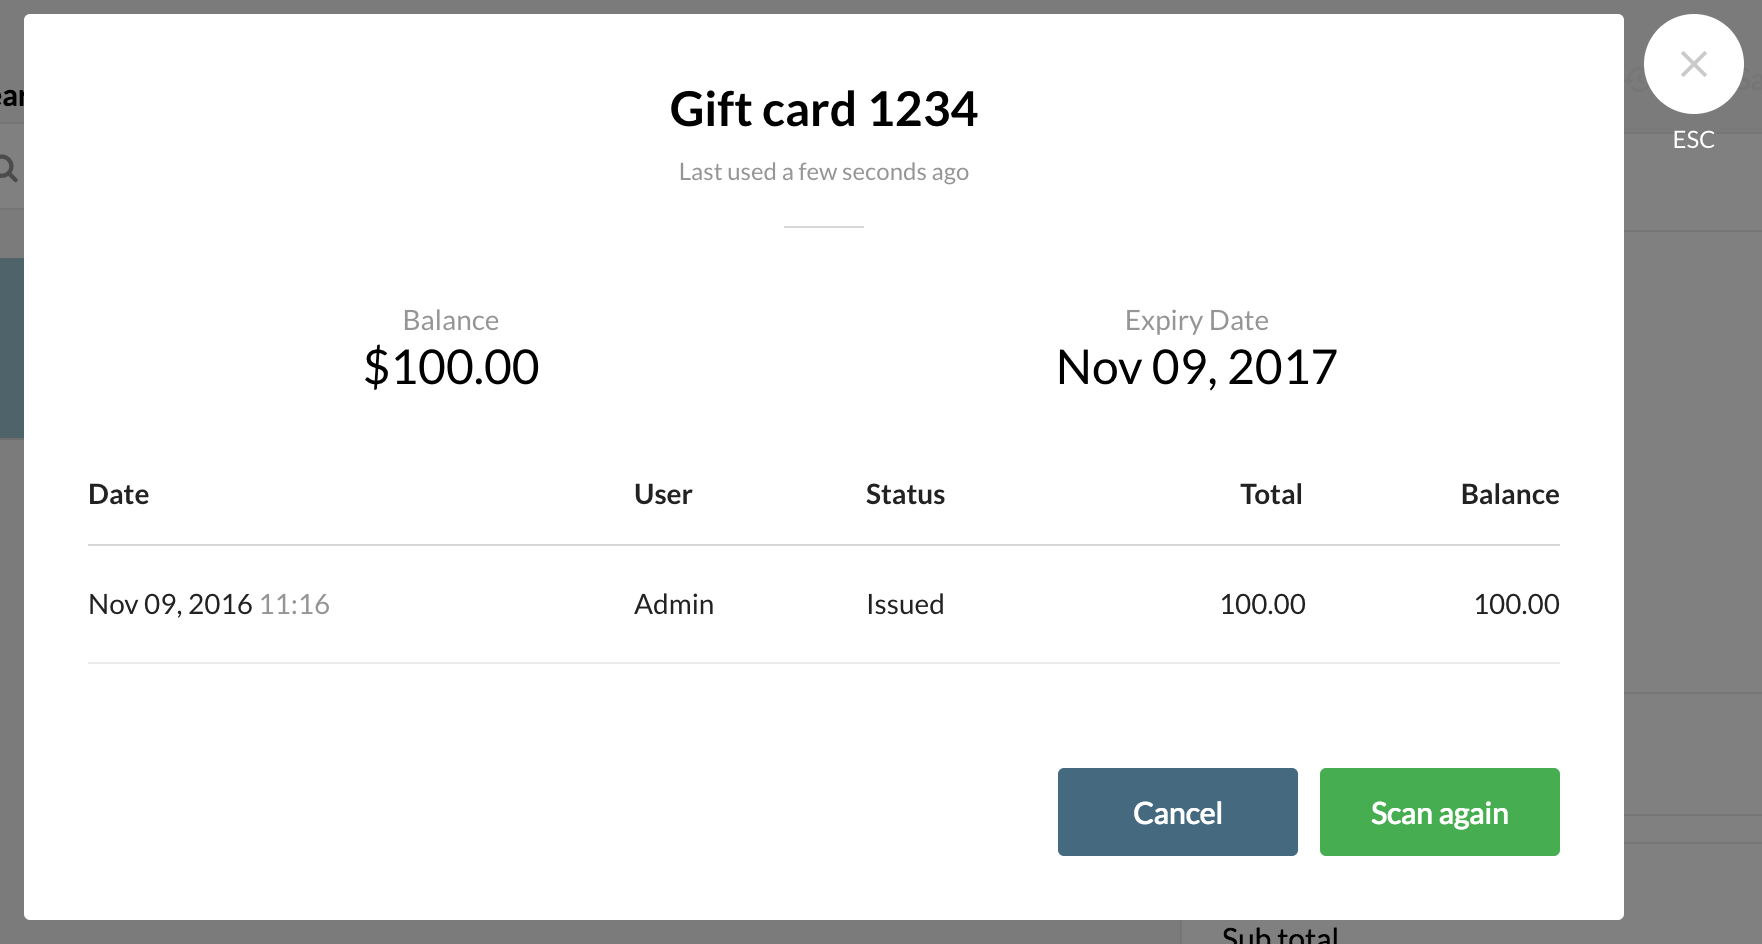 Gift card 1234
Last used a few seconds ago
ESC
Balance
$100.00
Expiry Date
Nov 09, 2017
Date User Status Total Balance
Nov 09, 2016 11:16 Admin Issued 100.00 100.00
Cancel
Scan again
Sub total